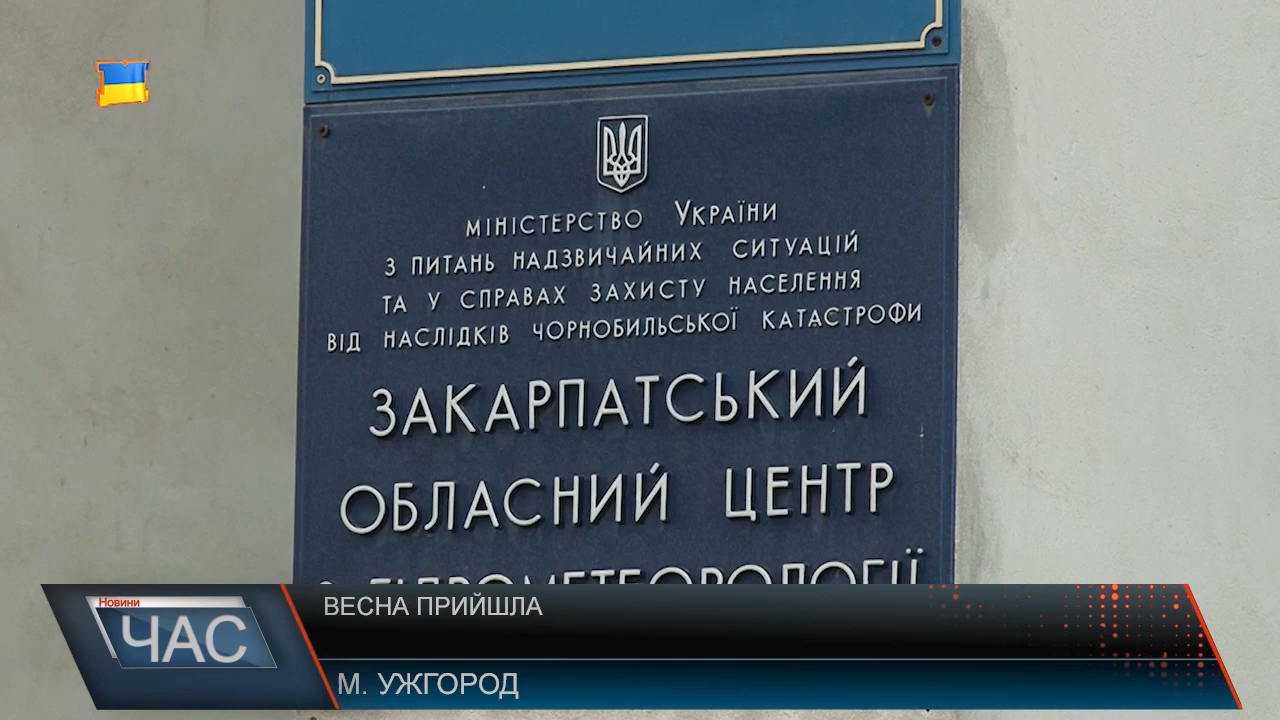 МІНІСТЕРСТВО УКРАЇНИ
З ПИТАНЬ НАДЗВИЧАЙНИХ СИТУАЦІЙ
ТА У СПРАВАХ ЗАХИСТУ НАСЕЛЕННЯ
ВІД НАСЛІДКІВ ЧОРНОБИЛЬСЬКОЇ КАТАСТРОФИ
ЗАКАРПАТСЬКИЙ
ОБЛАСНИЙ ЦЕНТР
З ГІДРОМЕТЕОРОЛОГІЇ
Новини
ЧАС
ВЕСНА ПРИЙШЛА
М. УЖГОРОД